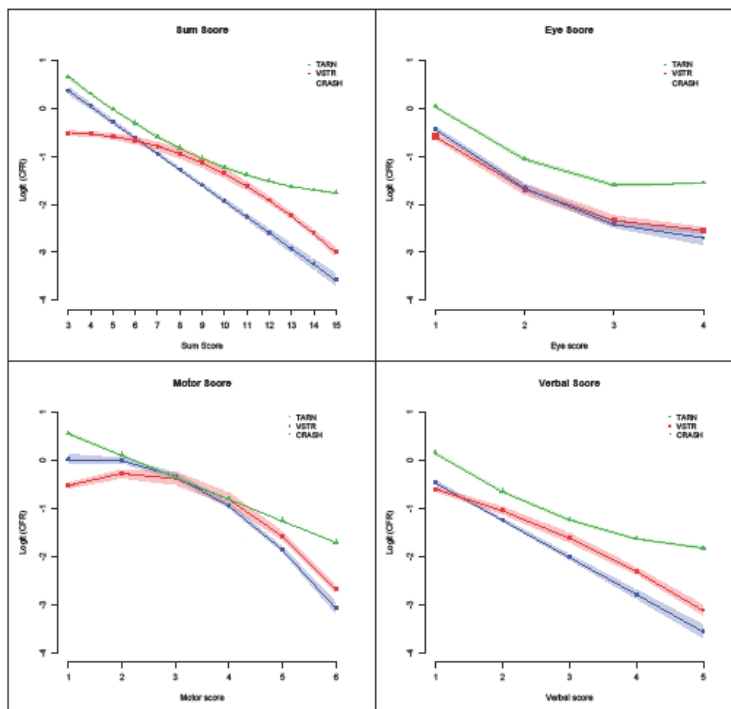 Sum Score
TARN
VSTR
CRASH
Logit (CFR)
1
0
-1
-2
-3
-4
3 4 5 6 7 8 9 10 11 12 13 14 15
Sum Score
Eye Score
TARN
VSTR
CRASH
Logit (CFR)
1
0
-1
-2
-3
-4
1 2 3 4
Eye score
Motor Score
TARN
VSTR
CRASH
Logit (CFR)
1
0
-1
-2
-3
-4
1 2 3 4 5 6
Motor score
Verbal Score
TARN
VSTR
CRASH
Logit (CFR)
1
0
-1
-2
-3
-4
1 2 3 4 5
Verbal score